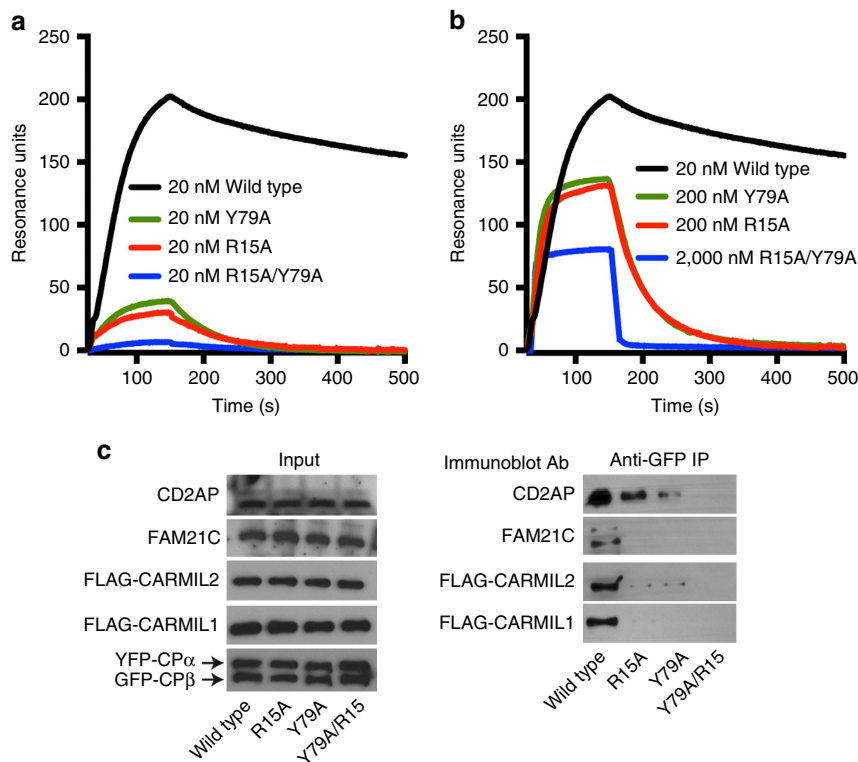 a
250
200
150
100
50
0
Resonance units
20 nM Wild type
20 nM Y79A
20 nM R15A
20 nM R15A/Y79A
100 200 300 400 500
Time (s)
b
250
200
150
100
50
0
Resonance units
20 nM Wild type
200 nM Y79A
200 nM R15A
2,000 nM R15A/Y79A
100 200 300 400 500
Time (s)
c
Input
CD2AP
FAM21C
FLAG-CARMIL2
FLAG-CARMIL1
YFP-CPα
GFP-CPβ
Wild type
R15A
Y79A
Y79A/R15
Immunoblot Ab Anti-GFP IP
CD2AP
FAM21C
FLAG-CARMIL2
FLAG-CARMIL1
Wild type
R15A
Y79A
Y79A/R15